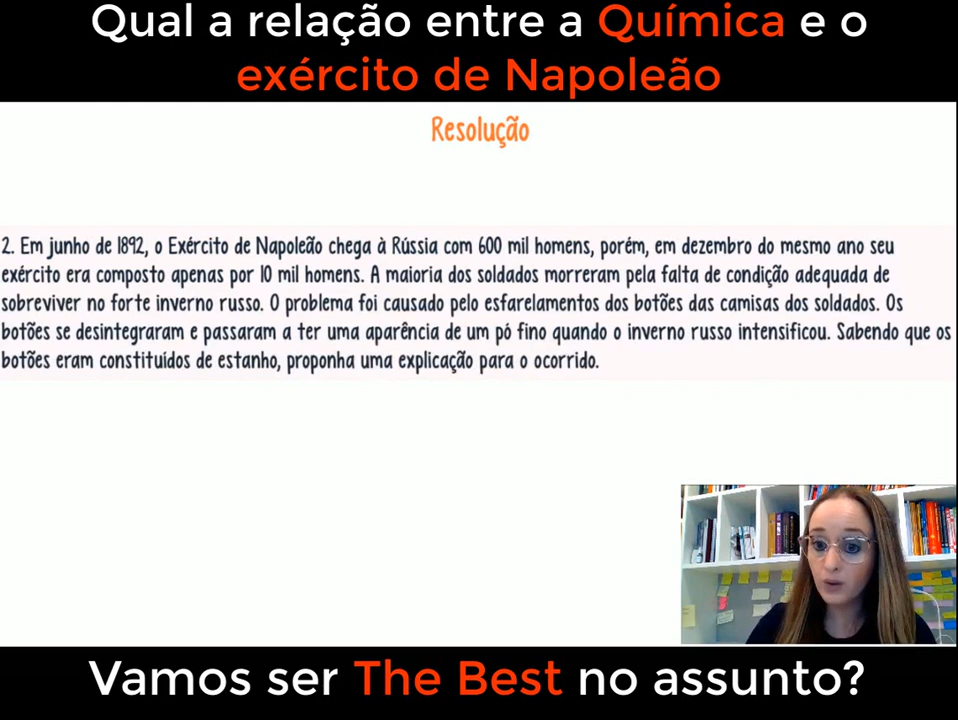 Qual a relação entre a Química e o
exército de Napoleão
Resolução
2. Em junho de 1892, o Exército de Napoleão chega à Rússia com 600 mil homens, porém, em dezembro do mesmo ano seu
exército era composto apenas por 10 mil homens. A maioria dos soldados morreram pela falta de condição adequada de
sobreviver no forte inverno russo. O problema foi causado pelo esfarelamentos dos botões das camisas dos soldados. Os
botões se desintegraram e passaram a ter uma aparência de um pó fino quando o inverno russo intensificou. Sabendo que os
botões eram constituídos de estanho, proponha uma explicação para o ocorrido.
Vamos ser The Best no assunto?